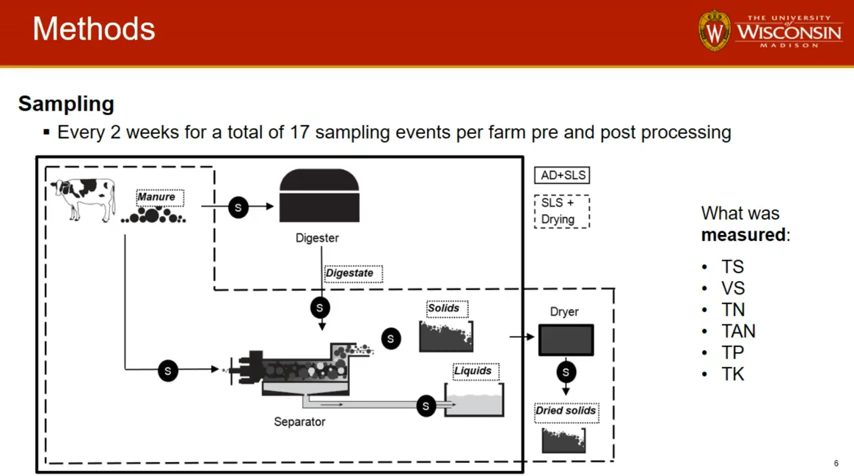 Methods
THE UNIVERSITY
of
WISCONSIN
MADISON
W
Sampling
▪ Every 2 weeks for a total of 17 sampling events per farm pre and post processing
Manure
S
Digester
Digestate
S
AD+SLS
SLS +
Drying
Solids
S
Dryer
S
Liquids
S
Separator
S
Dried solids
What was
measured:
• TS
• VS
• TN
• TAN
• TP
• TK
6